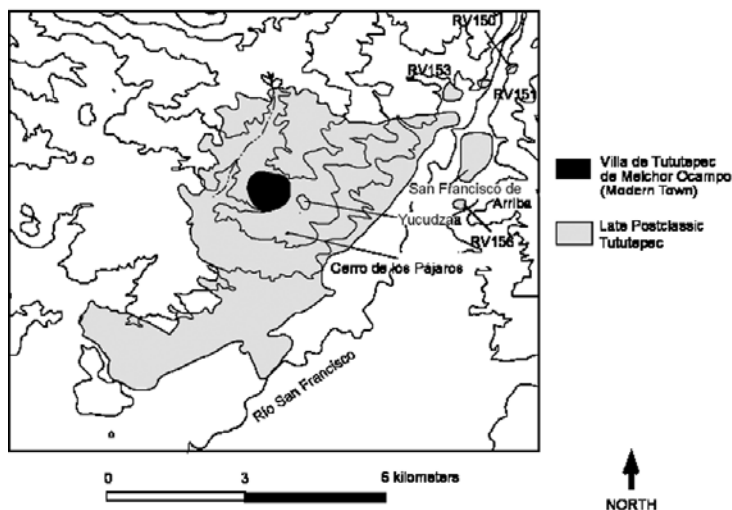 RV150
RV153
RV151
San Francisco de
Arriba
Yucudzaa
RV156
Cerro de los Pájaros
Río San Francisco
Villa de Tututepec
de Melchor Ocampo
(Modern Town)
Late Postclassic
Tututepec
0 3 6 kilometers
NORTH